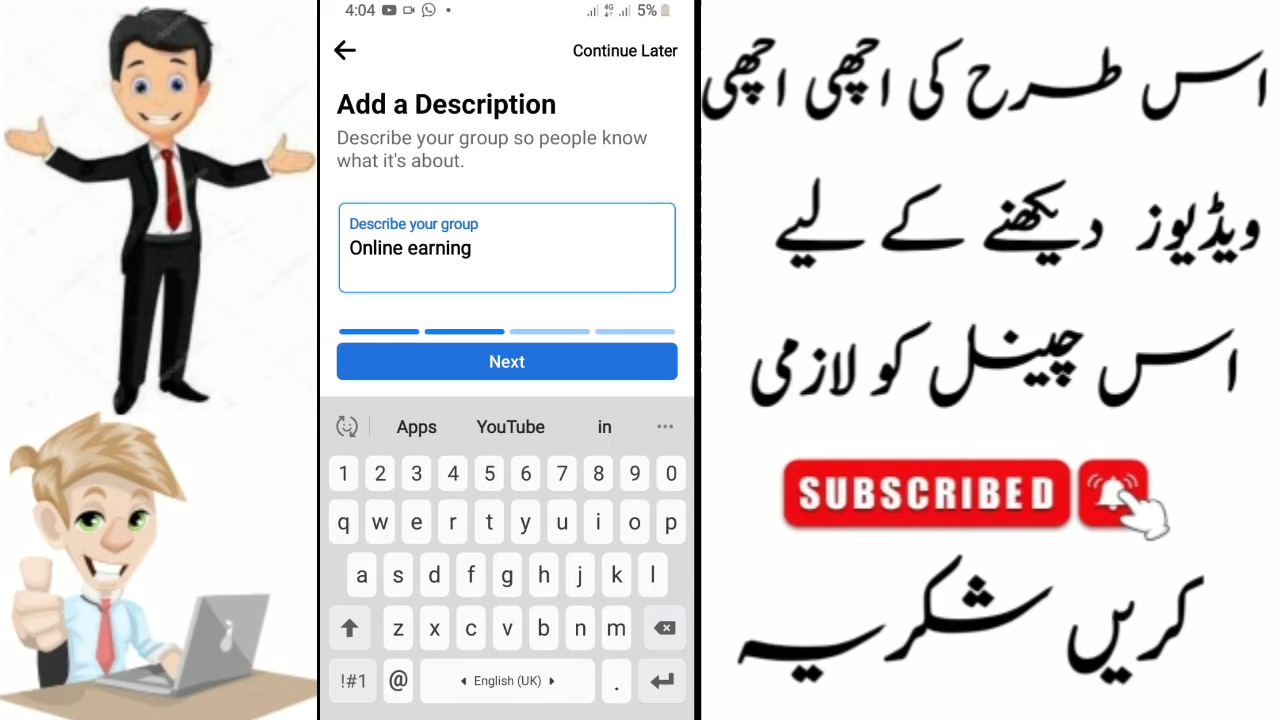 4:04
4G 5%
Continue Later
Add a Description
Describe your group so people know
what it's about.
Describe your group
Online earning
Next
Apps YouTube in
1 2 3 4 5 6 7 8 9 0
q w e r t y u i o p
a s d f g h j k l
z x c v b n m
!#1 @ English (UK) .
اس طرح کی اچھی اچھی
ویڈیوز دیکھنے کے لیے
اس چینل کو لازمی
SUBSCRIBED
کریں شکریہ